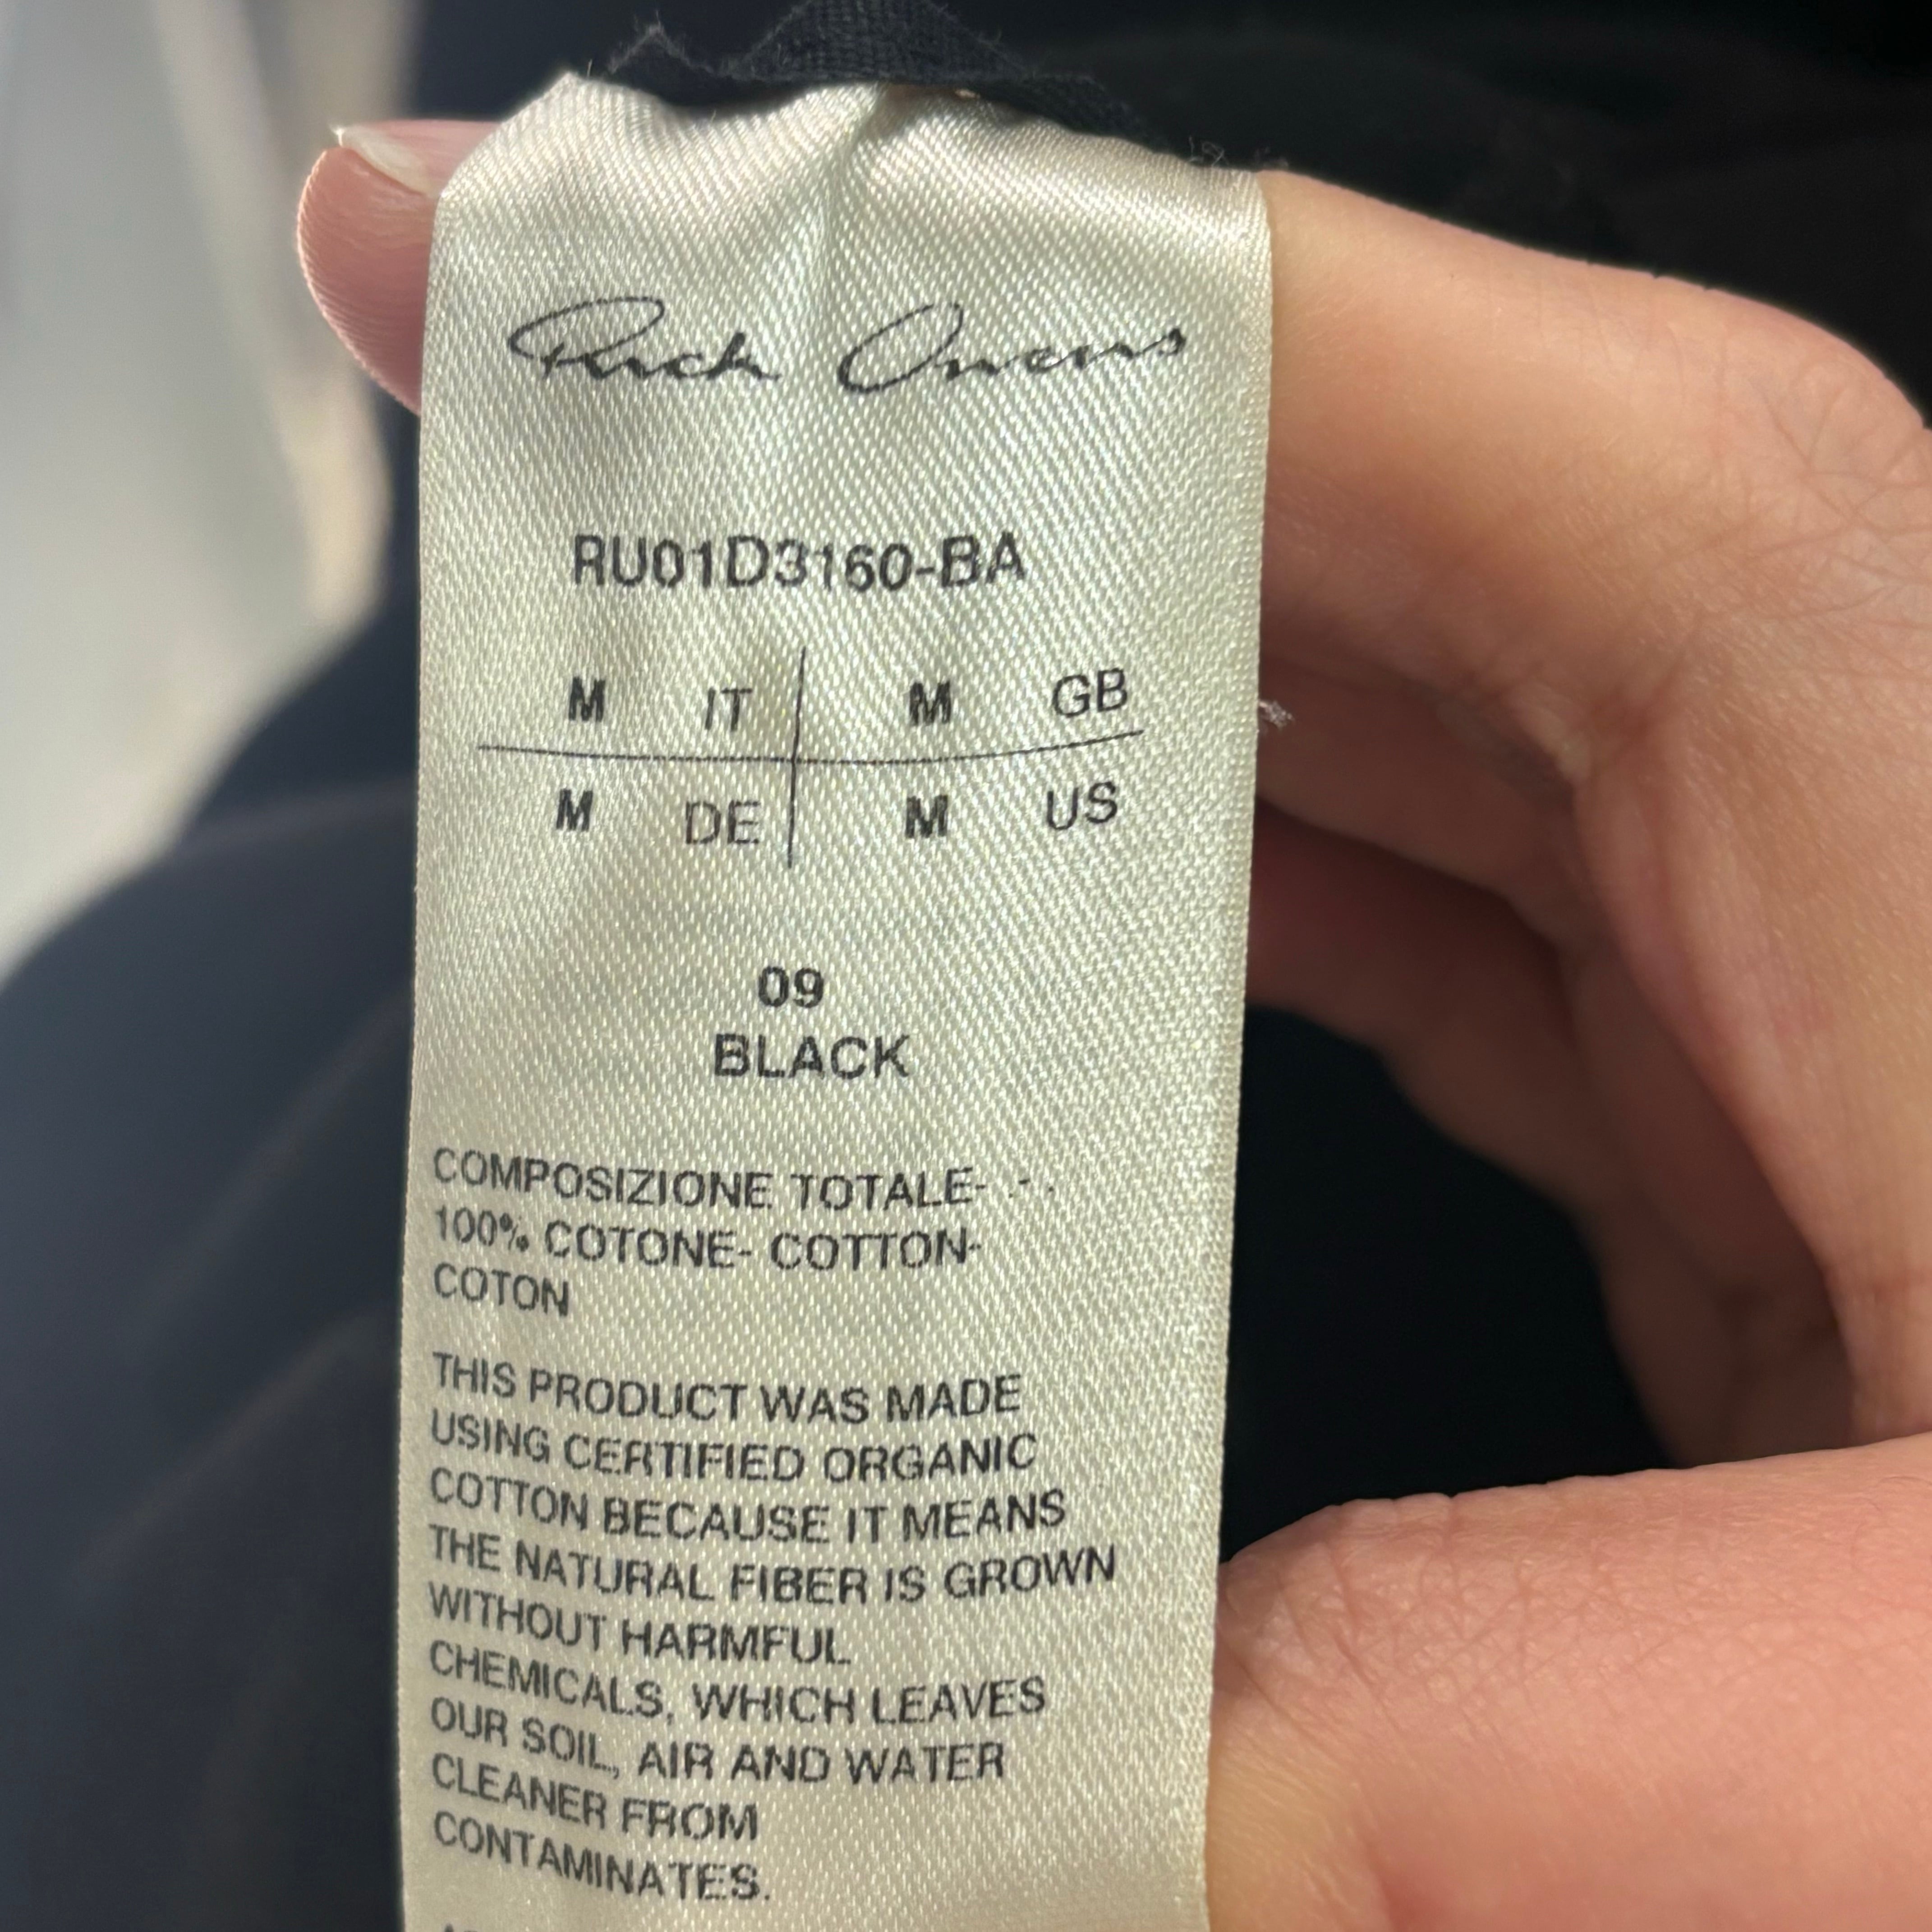 Rick Owens
RU01D3160-BA
M IT M GB
M DE M US
09
BLACK
COMPOSIZIONE TOTALE-
100% COTONE- COTTON-
COTON
THIS PRODUCT WAS MADE
USING CERTIFIED ORGANIC
COTTON BECAUSE IT MEANS
THE NATURAL FIBER IS GROWN
WITHOUT HARMFUL
CHEMICALS, WHICH LEAVES
OUR SOIL, AIR AND WATER
CLEANER FROM
CONTAMINATES.